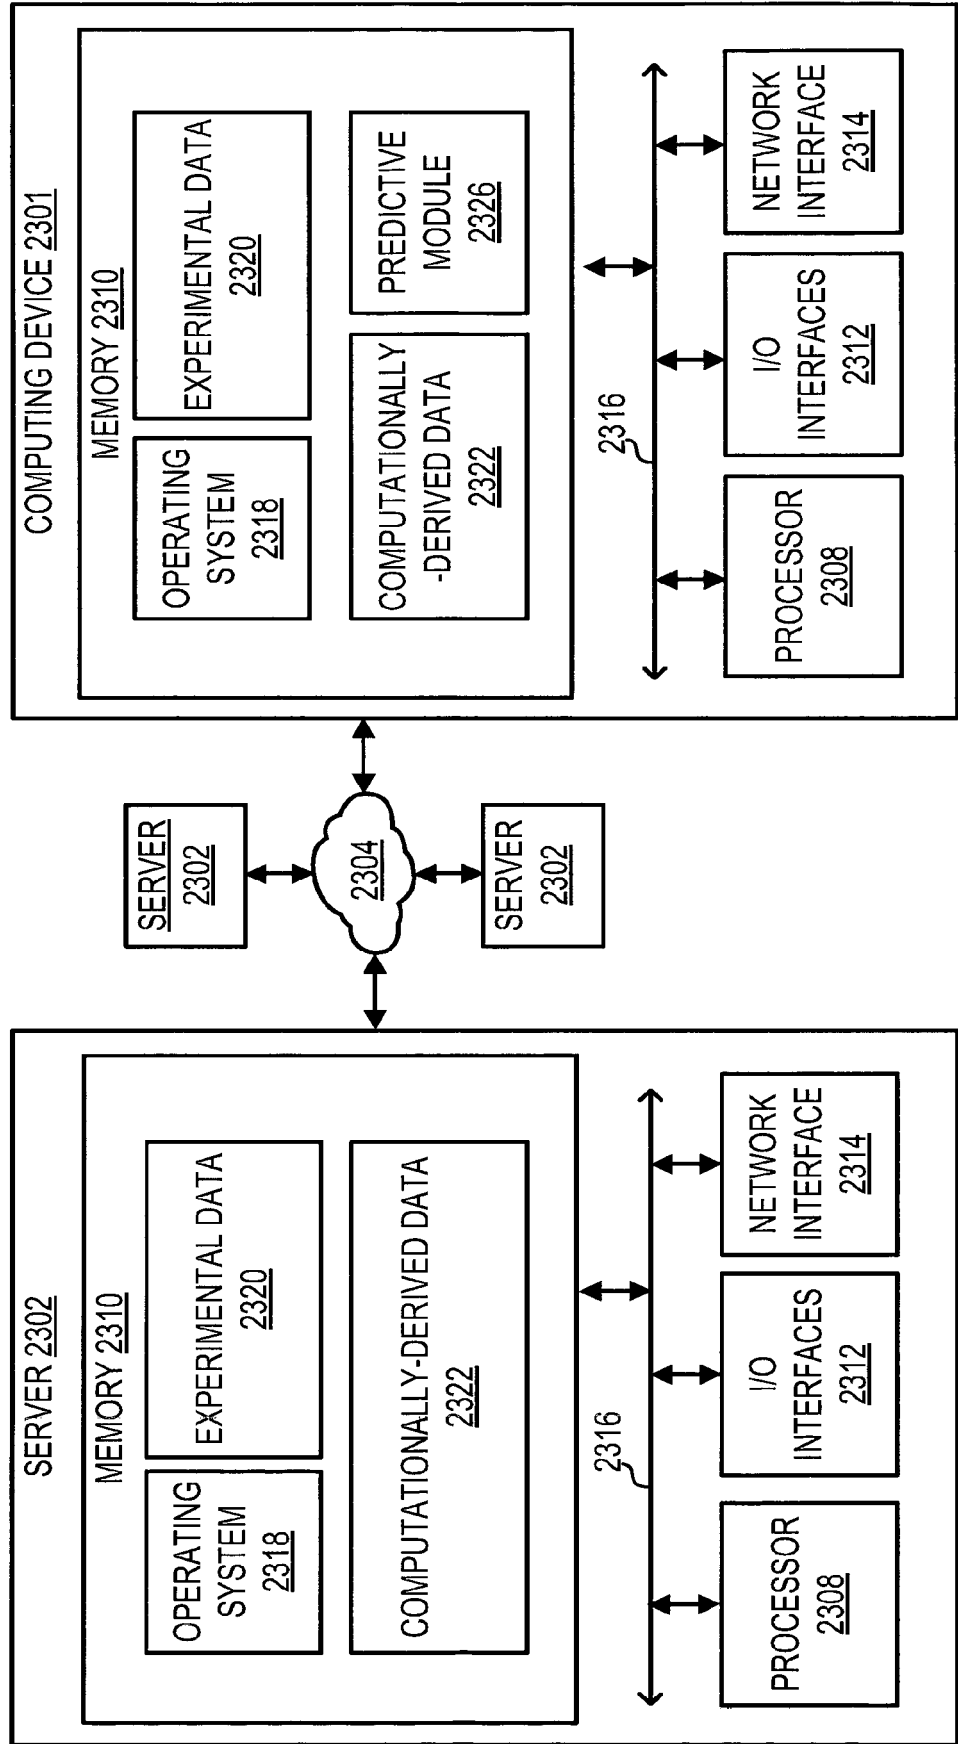 SERVER 2302
MEMORY 2310
OPERATING
SYSTEM
2318
EXPERIMENTAL DATA
2320
COMPUTATIONALLY-DERIVED DATA
2322
2316
PROCESSOR
2308
I/O
INTERFACES
2312
NETWORK
INTERFACE
2314
SERVER
2302
2304
SERVER
2302
COMPUTING DEVICE 2301
MEMORY 2310
OPERATING
SYSTEM
2318
EXPERIMENTAL DATA
2320
COMPUTATIONALLY
-DERIVED DATA
2322
PREDICTIVE
MODULE
2326
2316
PROCESSOR
2308
I/O
INTERFACES
2312
NETWORK
INTERFACE
2314